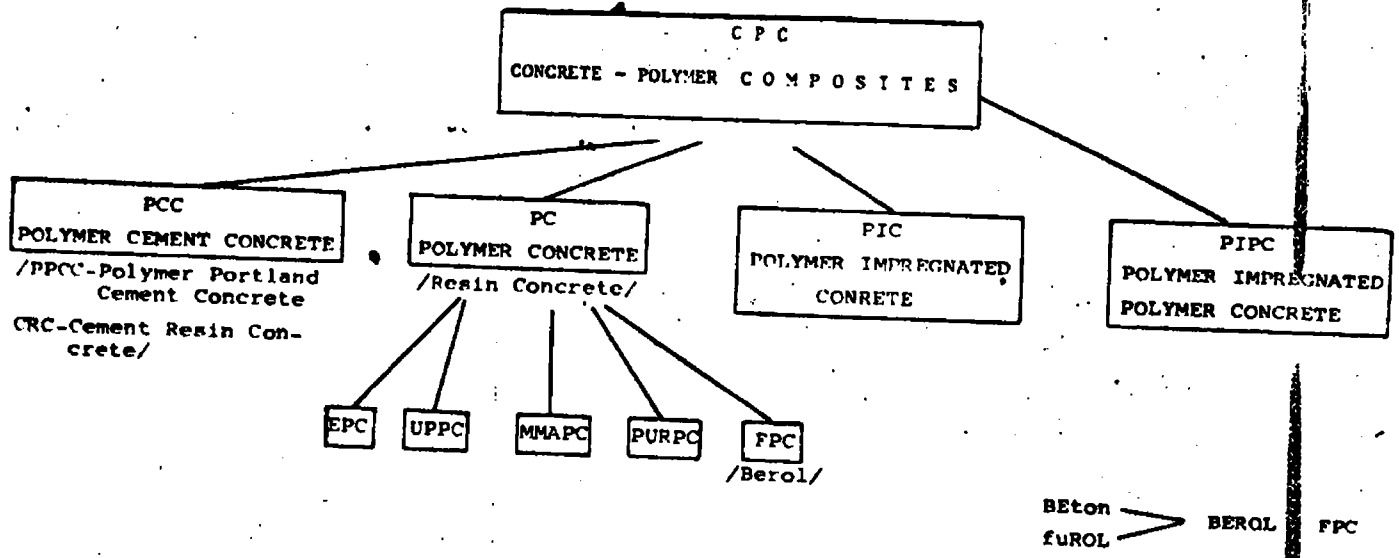 C P C
CONCRETE - POLYMER C O M P O S I T E S
PCC
POLYMER CEMENT CONCRETE
/PPCC-Polymer Portland
Cement Concrete
CRC-Cement Resin Con-
crete/
PC
POLYMER CONCRETE
/Resin Concrete/
PIC
POLYMER IMPREGNATED
CONRETE
PIPC
POLYMER IMPREGNATED
POLYMER CONCRETE
EPC
UPPC
MMAPC
PURPC
FPC
/Berol/
BEton
fuROL
BEROL
FPC